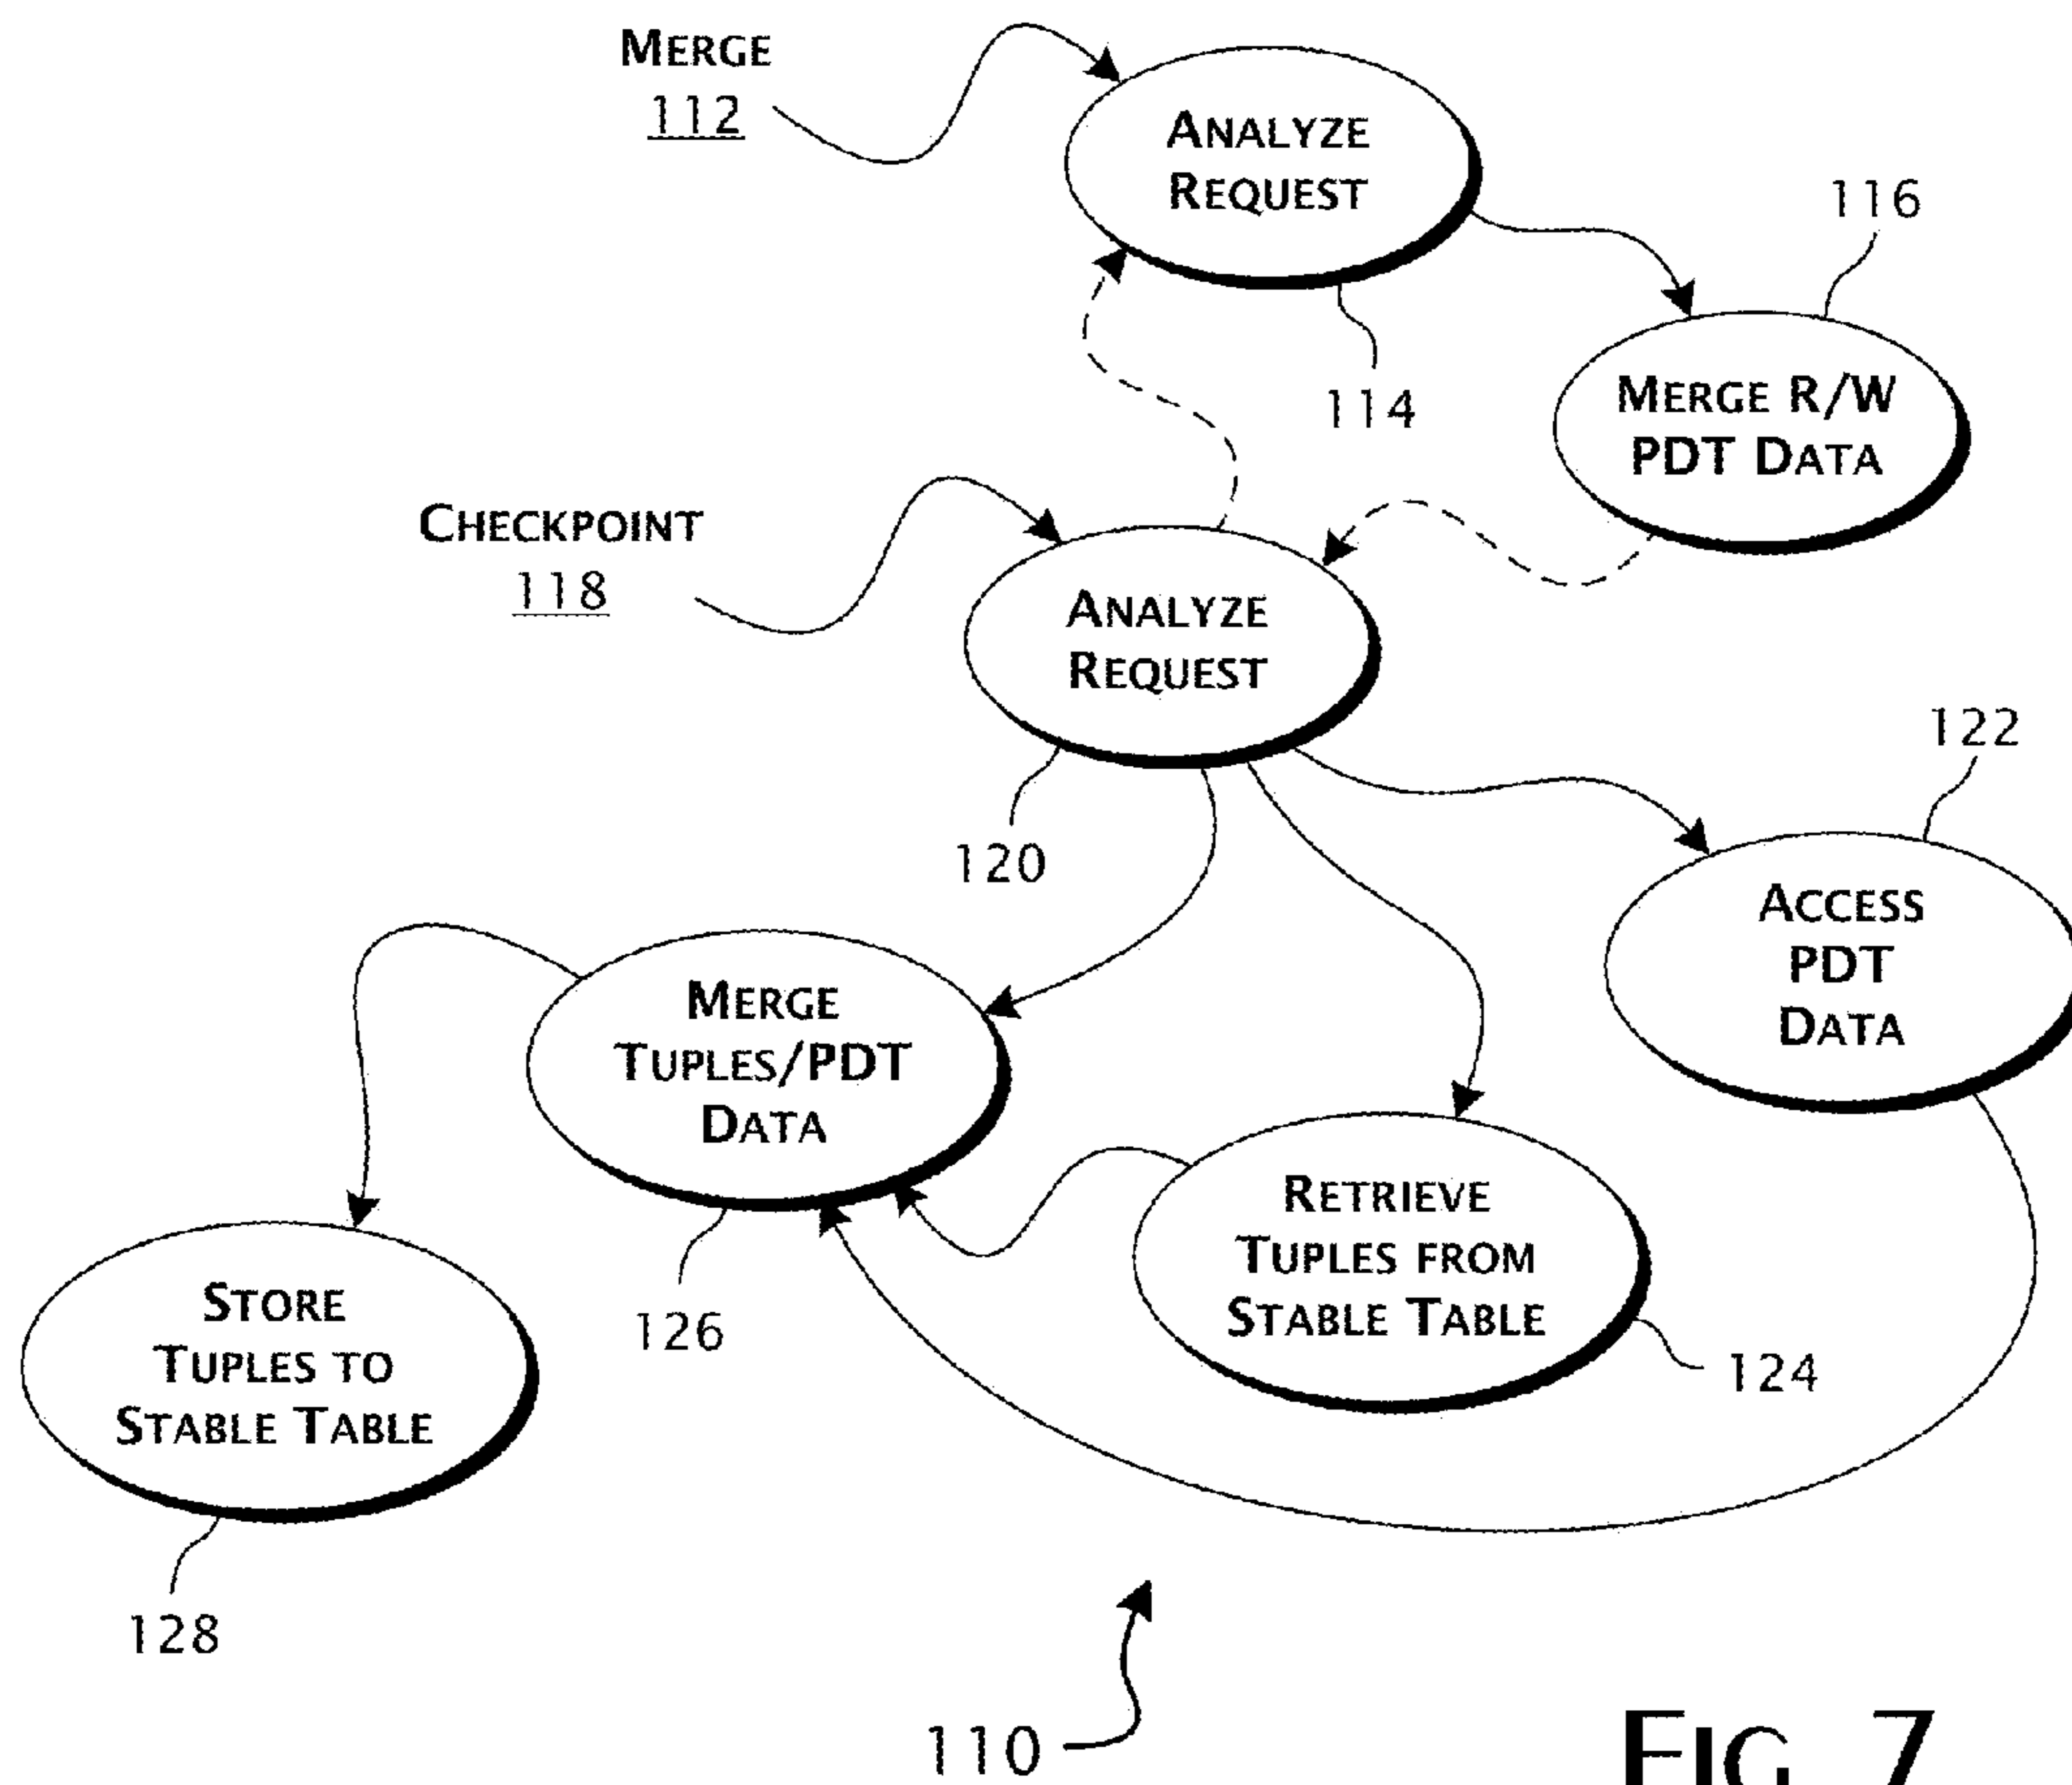 MERGE
112
ANALYZE
REQUEST
116
114
MERGE R/W
PDT DATA
CHECKPOINT
118
ANALYZE
REQUEST
122
120
ACCESS
PDT
DATA
MERGE
TUPLES/PDT
DATA
RETRIEVE
TUPLES FROM
STABLE TABLE
STORE
TUPLES TO
STABLE TABLE
126
124
128
110
FIG 7